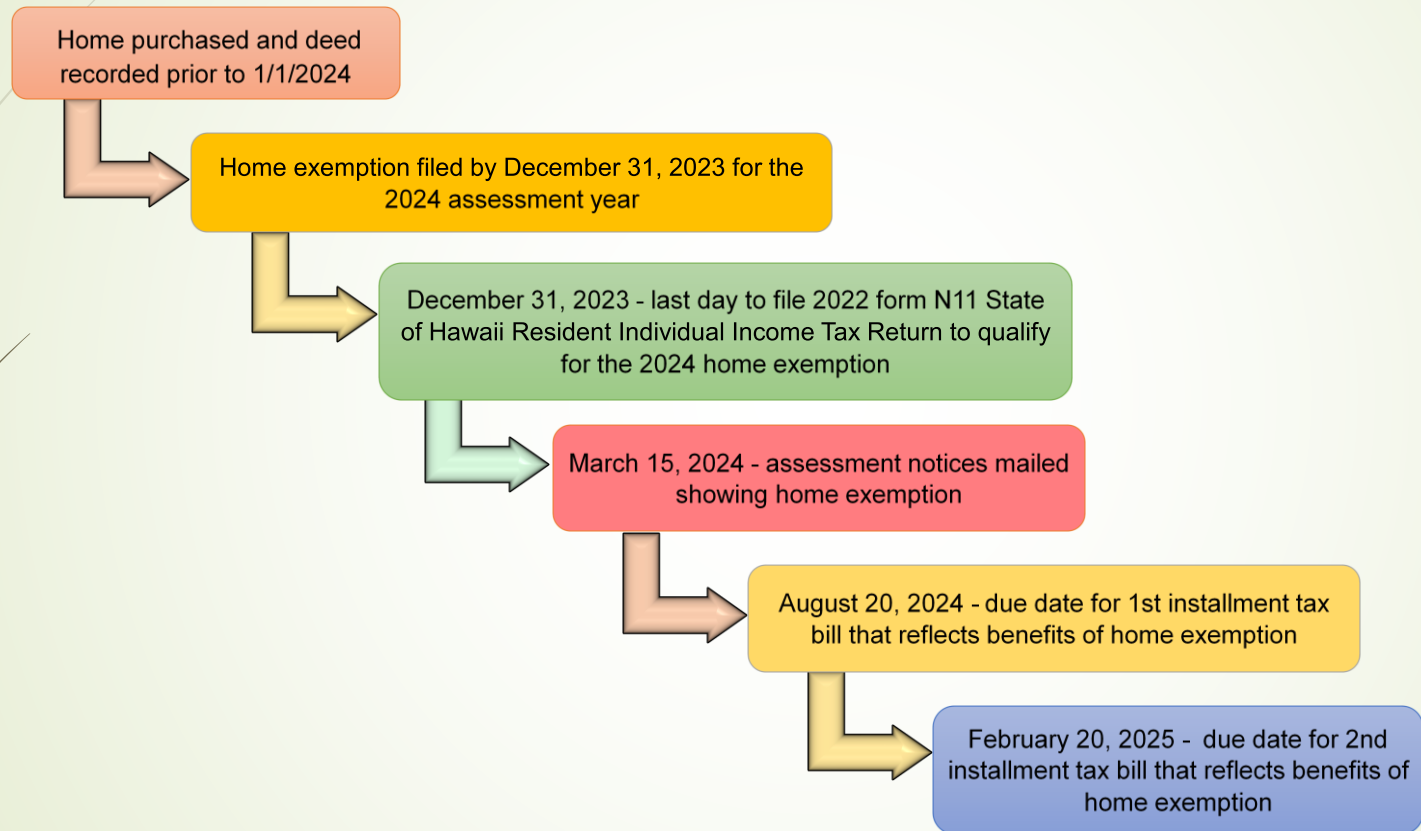 Home purchased and deed
recorded prior to 1/1/2024
Home exemption filed by December 31, 2023 for the
2024 assessment year
December 31, 2023 - last day to file 2022 form N11 State
of Hawaii Resident Individual Income Tax Return to qualify
for the 2024 home exemption
March 15, 2024 - assessment notices mailed
showing home exemption
August 20, 2024 - due date for 1st installment tax
bill that reflects benefits of home exemption
February 20, 2025 - due date for 2nd
installment tax bill that reflects benefits of
home exemption